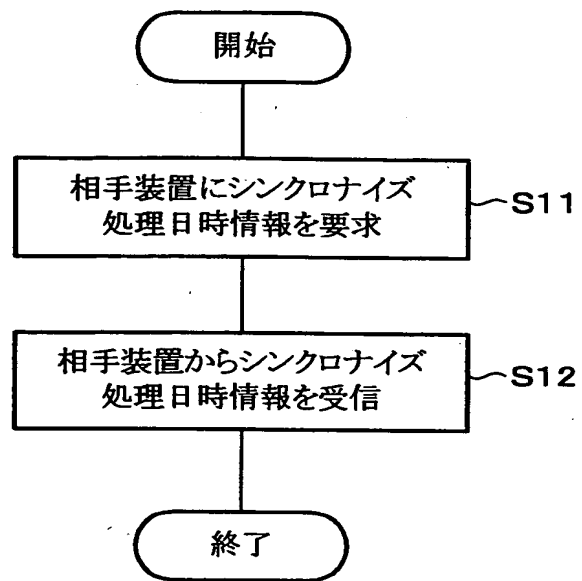 開始
相手装置にシンクロナイズ
処理日時情報を要求
S11
相手装置からシンクロナイズ
処理日時情報を受信
S12
終了